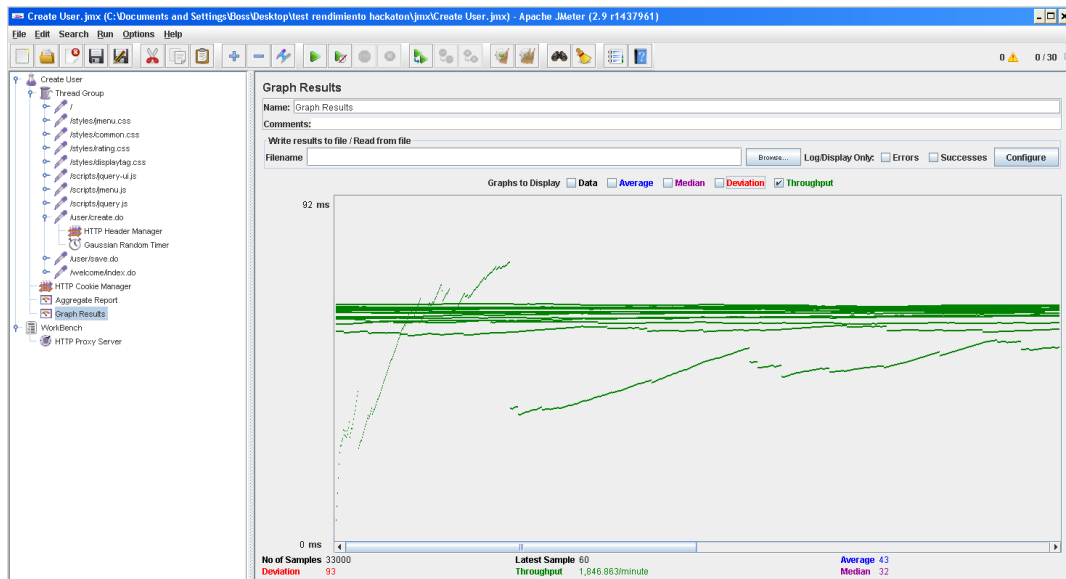 Create User.jmx (C:\Documents and Settings\Boss\Desktop\test rendimiento hackaton\jmx\Create User.jmx) - Apache JMeter (2.9 r1437961)
File Edit Search Run Options Help
0 0 / 30
Create User
Thread Group
/
/styles/jmenu.css
/styles/common.css
/styles/rating.css
/styles/displaytag.css
/scripts/jquery-ui.js
/scripts/menu.js
/scripts/jquery.js
/user/create.do
HTTP Header Manager
Gaussian Random Timer
/user/save.do
/welcome/index.do
HTTP Cookie Manager
Aggregate Report
Graph Results
WorkBench
HTTP Proxy Server
Graph Results
Name: Graph Results
Comments:
Write results to file / Read from file
Filename Browse... Log/Display Only: Errors Successes Configure
Graphs to Display Data Average Median Deviation Throughput
92 ms
0 ms
No of Samples 33000 Latest Sample 60 Average 43
Deviation 93 Throughput 1,846.863/minute Median 32